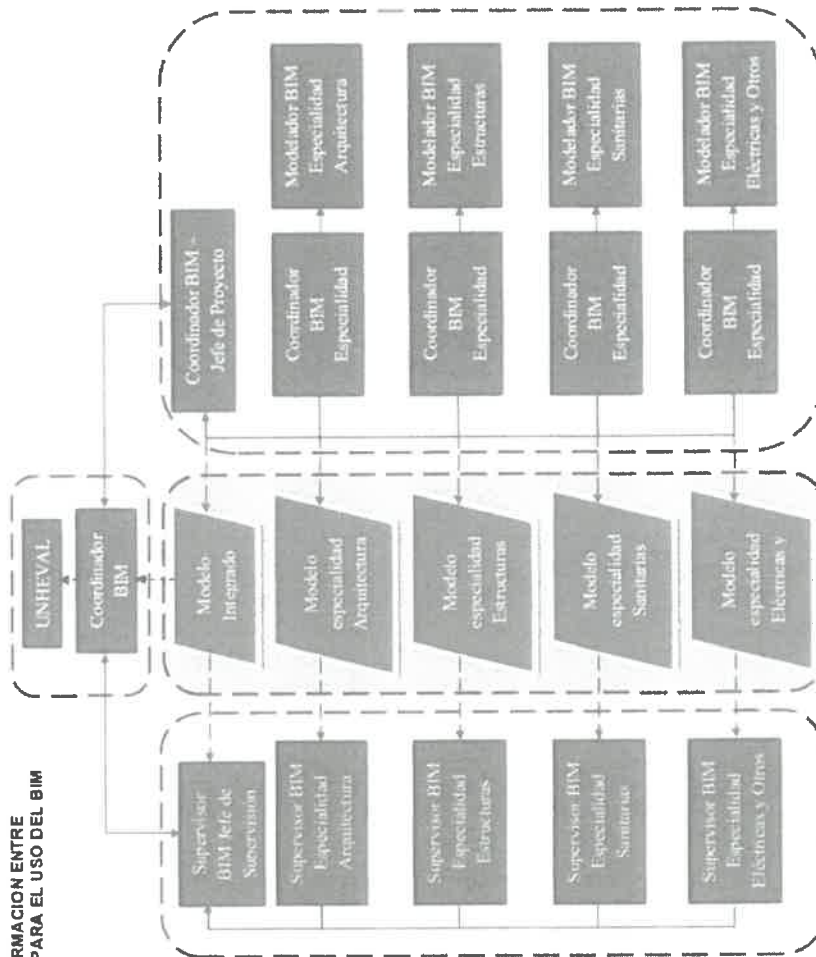 RMACION ENTRE
PARA EL USO DEL BIM
UNHEVAL
Coordinador
BIM
Supervisor
BIM Jefe de
Supervisión
Modelo
Integrado
Coordinador BIM –
Jefe de Proyecto
Supervisor BIM
Especialidad
Arquitectura
Modelo
especialidad
Arquitectura
Coordinador
BIM
Especialidad
Modelador BIM
Especialidad
Arquitectura
Supervisor BIM
Especialidad
Estructuras
Modelo
especialidad
Estructuras
Coordinador
BIM
Especialidad
Modelador BIM
Especialidad
Estructuras
Supervisor BIM
Especialidad
Sanitarias
Modelo
especialidad
Sanitarias
Coordinador
BIM
Especialidad
Modelador BIM
Especialidad
Sanitarias
Supervisor BIM
Especialidad
Eléctricas y Otros
Modelo
especialidad
Eléctricas y
Coordinador
BIM
Especialidad
Modelador BIM
Especialidad
Eléctricas y Otros